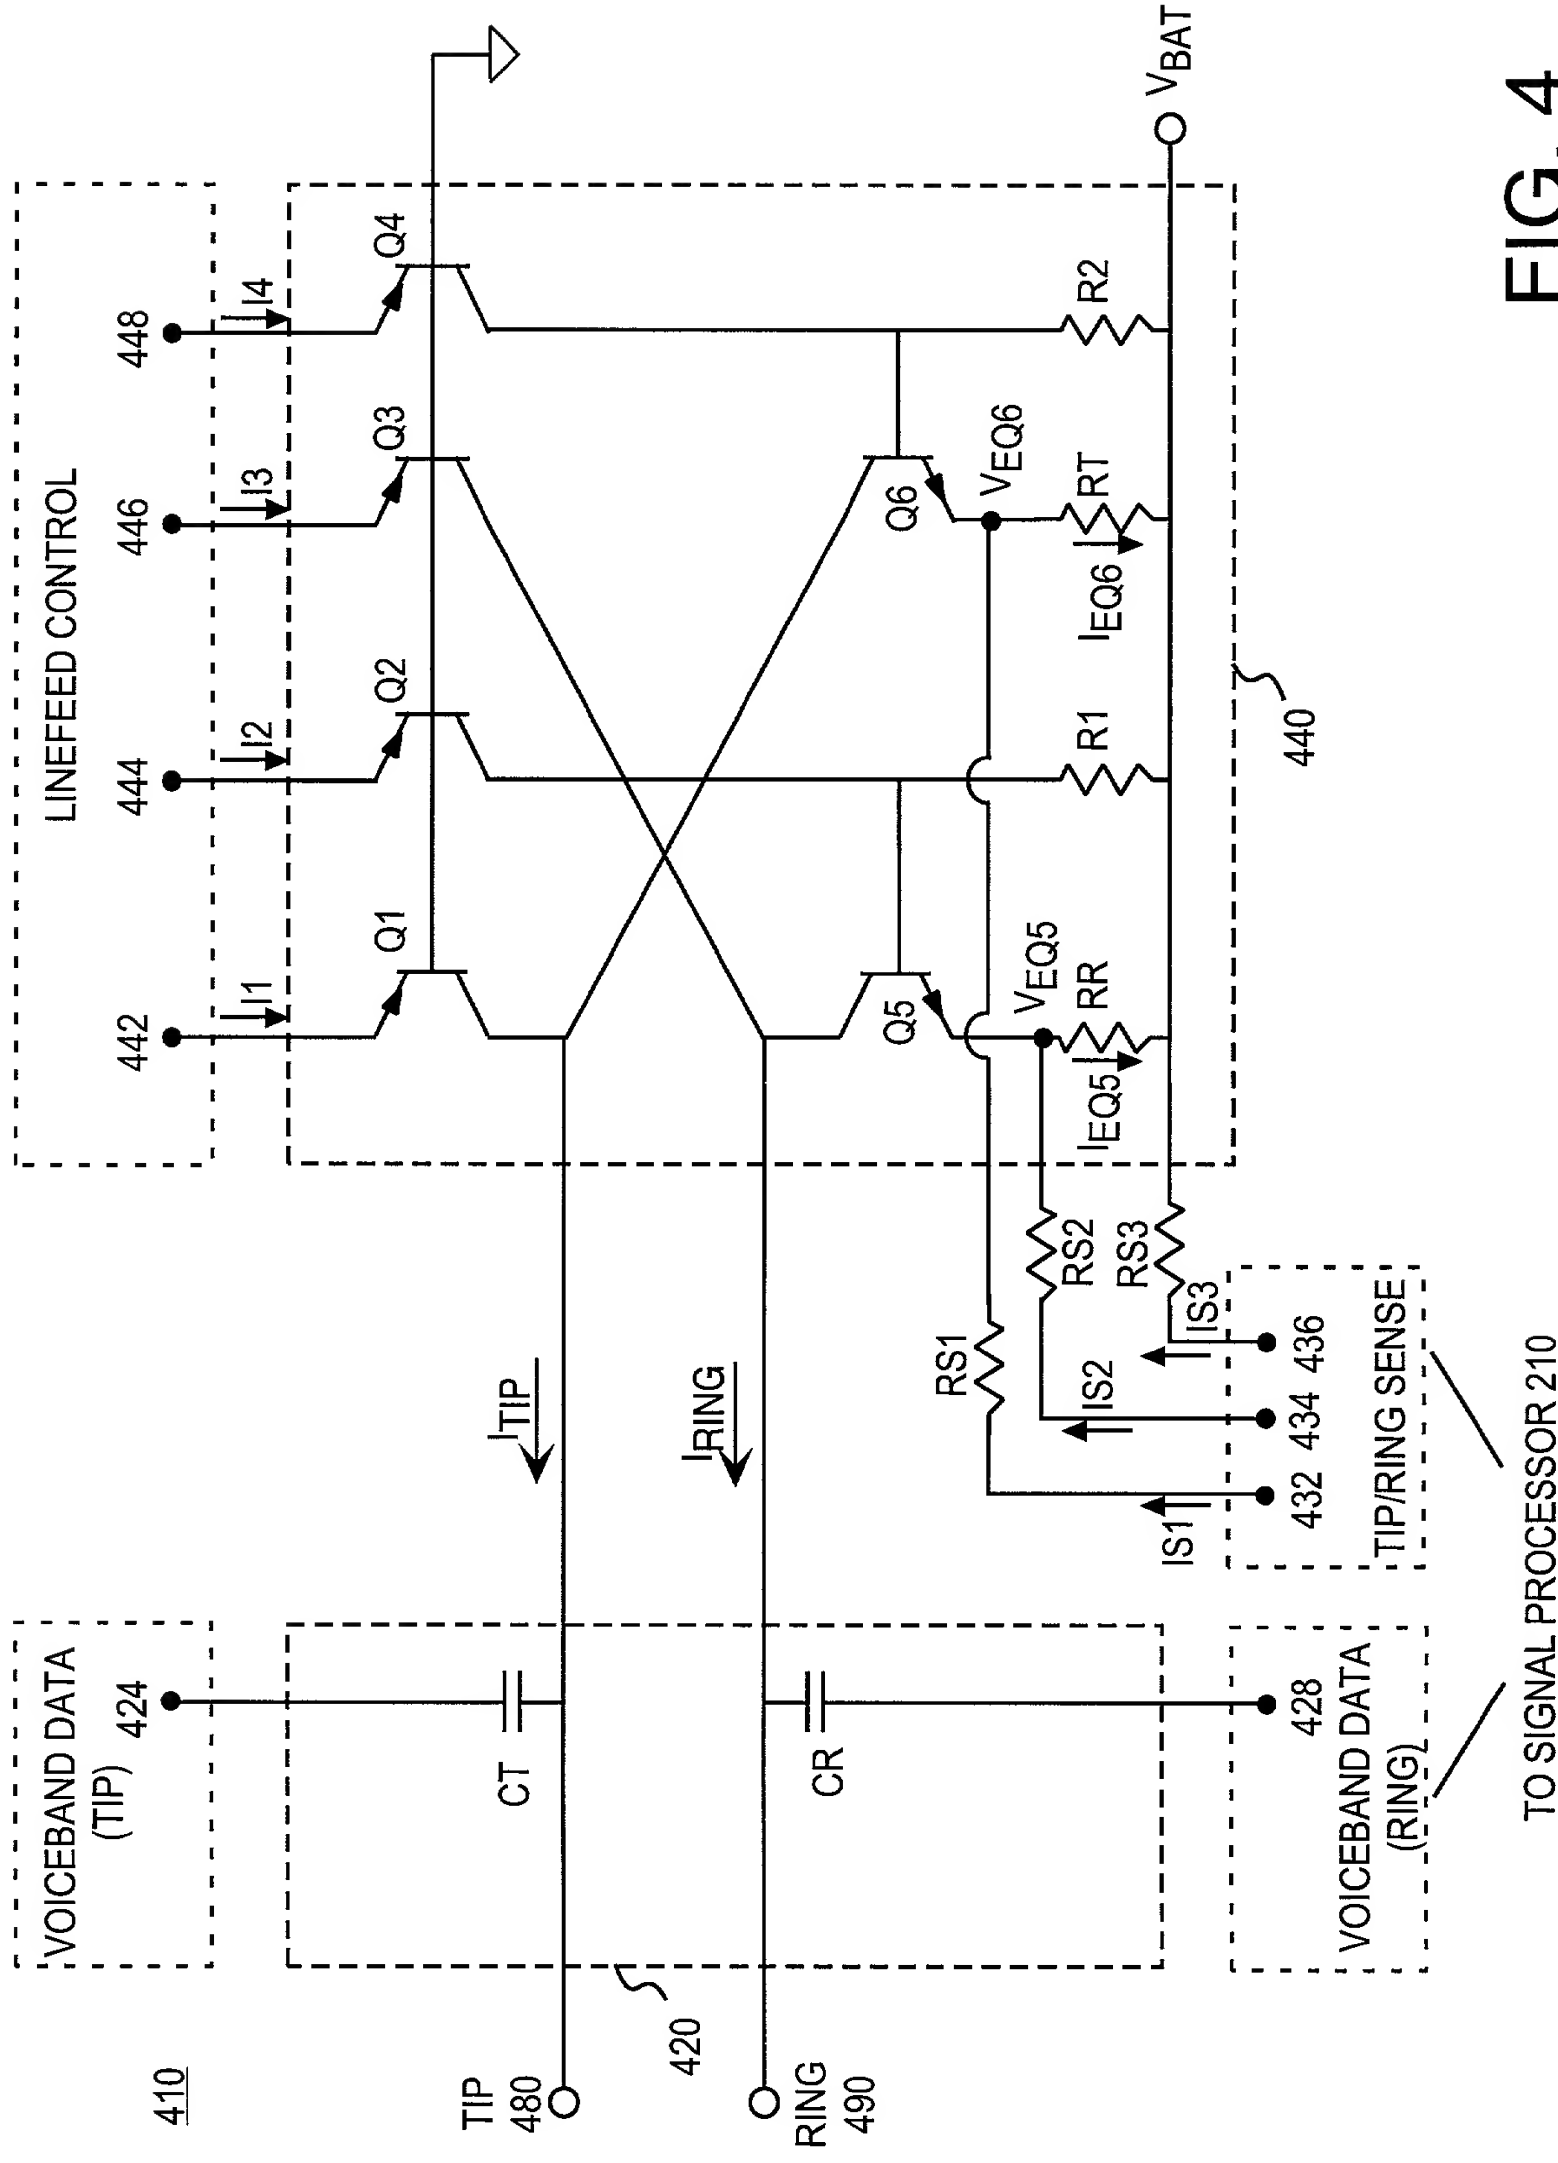 410
VOICEBAND DATA
(TIP)
424
LINEFEED CONTROL
442
444
446
448
I1
I2
I3
I4
Q1
Q2
Q3
Q4
TIP
480
CT
ITIP
420
RING
490
CR
IRING
Q5
Q6
VEQ5
VEQ6
RS1
RS2
RS3
RR
R1
RT
R2
IEQ5
IEQ6
VBAT
IS1
IS2
IS3
432
434
436
TIP/RING SENSE
440
428
VOICEBAND DATA
(RING)
TO SIGNAL PROCESSOR 210
FIG. 4